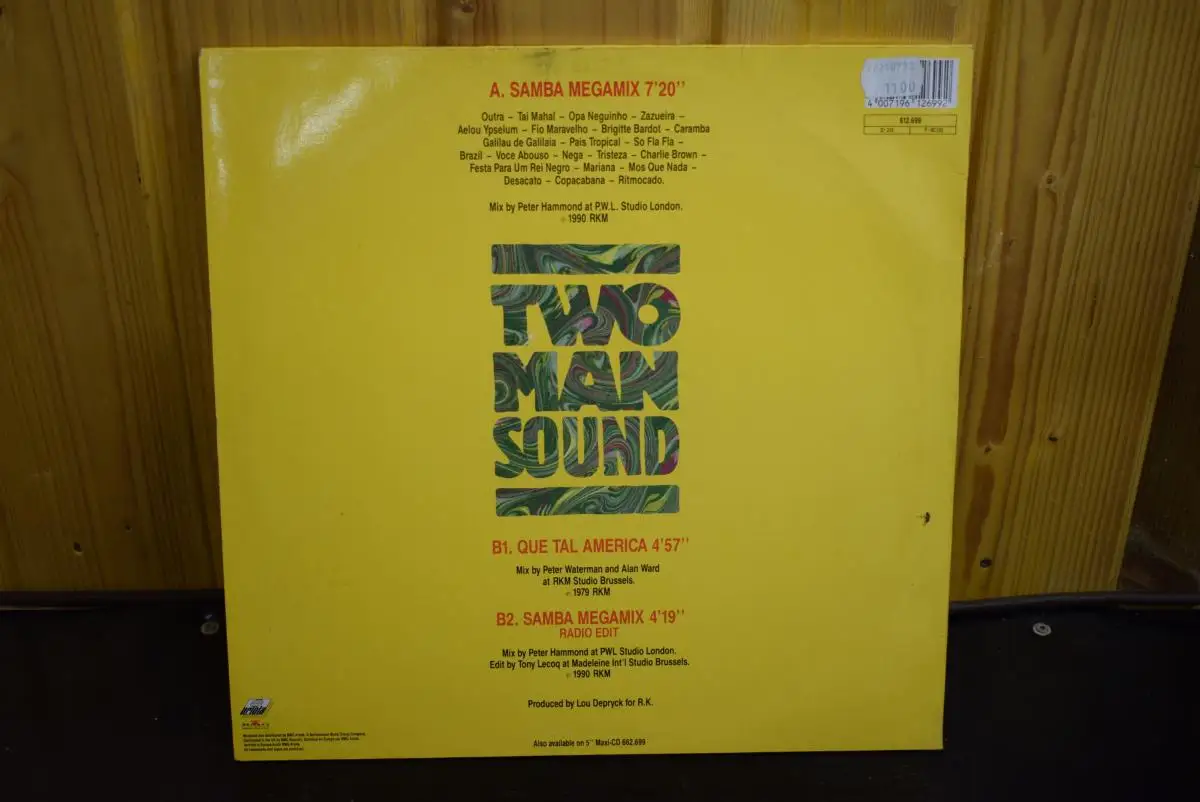 A. SAMBA MEGAMIX 7'20''
Outra – Tai Mahal – Opa Neguinho – Zazueira –
Aelou Ypselum – Fio Maravelho – Brigitte Bardot – Caramba
Galilau de Galilaia – Pais Tropical – So Fla Fla –
Brazil – Voce Abouso – Nega – Tristeza – Charlie Brown –
Festa Para Um Rei Negro – Mariana – Mos Que Nada –
Desacato – Copacabana – Ritmocado.
Mix by Peter Hammond at P.W.L. Studio London.
℗ 1990 RKM
11.00
4 007196 126992
612.699
TWO
MAN
SOUND
B1. QUE TAL AMERICA 4'57''
Mix by Peter Waterman and Alan Ward
at RKM Studio Brussels.
℗ 1979 RKM
B2. SAMBA MEGAMIX 4'19''
RADIO EDIT
Mix by Peter Hammond at PWL Studio London.
Edit by Tony Lecoq at Madeleine Int'l Studio Brussels.
℗ 1990 RKM
Produced by Lou Depryck for R.K.
ariola
Also available on 5'' Maxi-CD 662.699